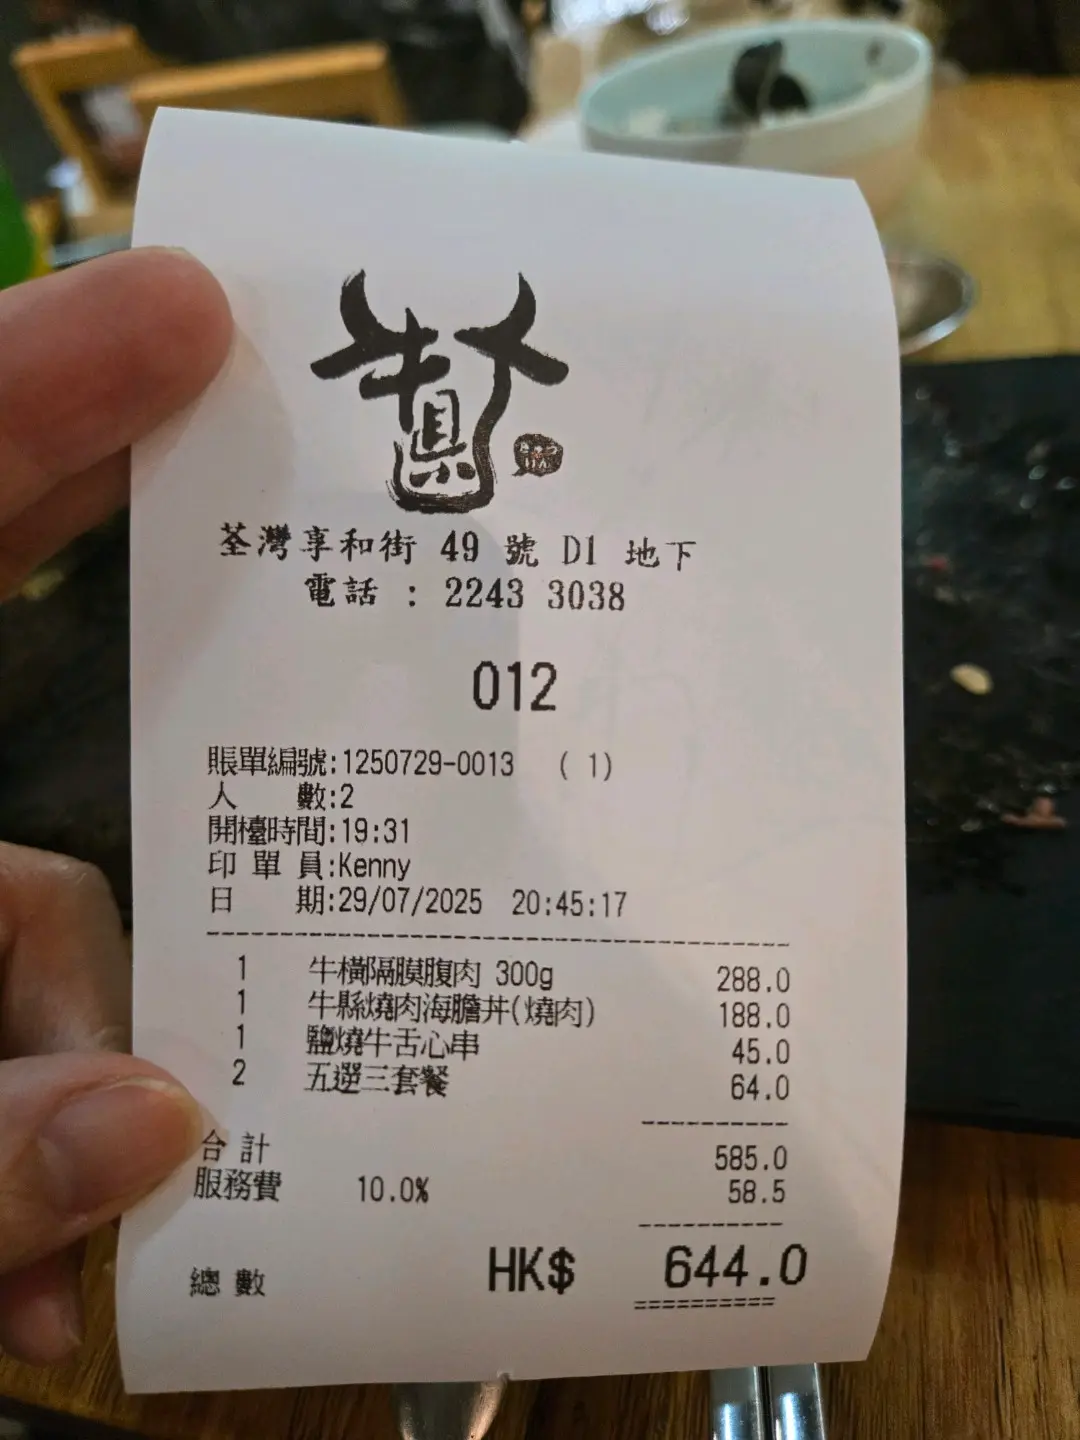 牛縣
荃灣享和街 49 號 D1 地下
電話 : 2243 3038
012
賬單編號:1250729-0013 ( 1)
人 數:2
開檯時間:19:31
印 單 員:Kenny
日 期:29/07/2025 20:45:17
1 牛橫隔膜腹肉 300g 288.0
1 牛縣燒肉海膽丼(燒肉) 188.0
1 鹽燒牛舌心串 45.0
2 五選三套餐 64.0
合 計 585.0
服務費 10.0% 58.5
總 數 HK$ 644.0